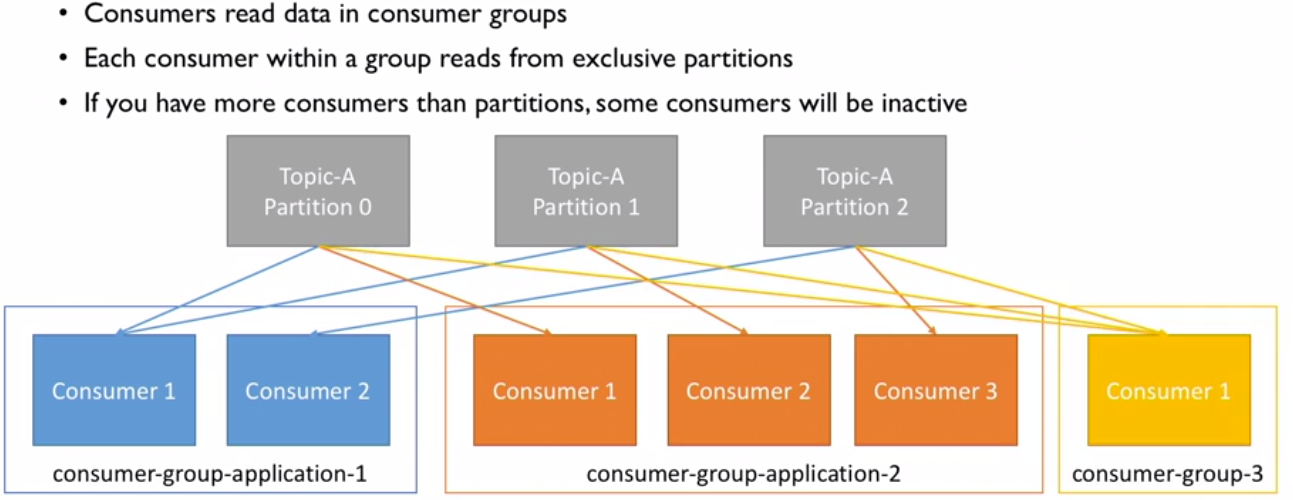 • Consumers read data in consumer groups
• Each consumer within a group reads from exclusive partitions
• If you have more consumers than partitions, some consumers will be inactive
Topic-A
Partition 0
Topic-A
Partition 1
Topic-A
Partition 2
Consumer 1
Consumer 2
consumer-group-application-1
Consumer 1
Consumer 2
Consumer 3
consumer-group-application-2
Consumer 1
consumer-group-3